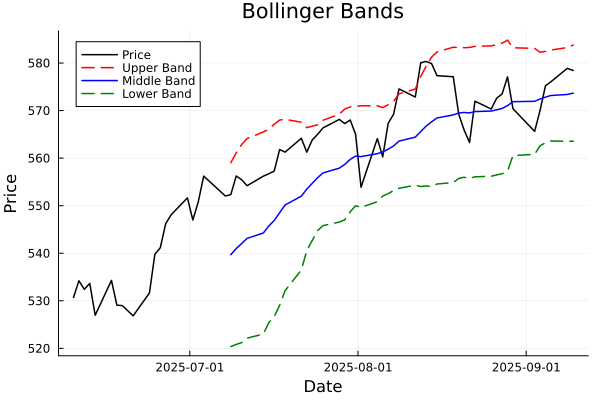 Bollinger Bands
Price
Upper Band
Middle Band
Lower Band
580
570
560
550
540
530
520
Price
2025-07-01
2025-08-01
2025-09-01
Date